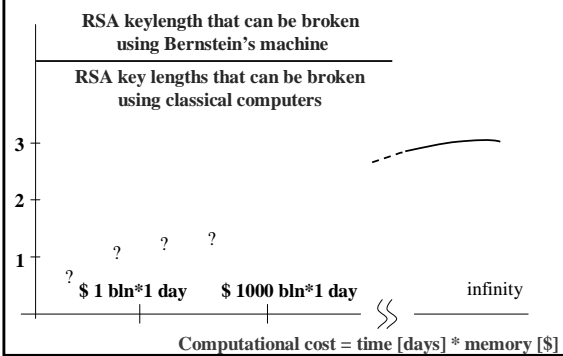 RSA keylength that can be broken
using Bernstein's machine
RSA key lengths that can be broken
using classical computers
3
2
?
?
?
1
?
$ 1 bln*1 day
$ 1000 bln*1 day
infinity
Computational cost = time [days] * memory [$]